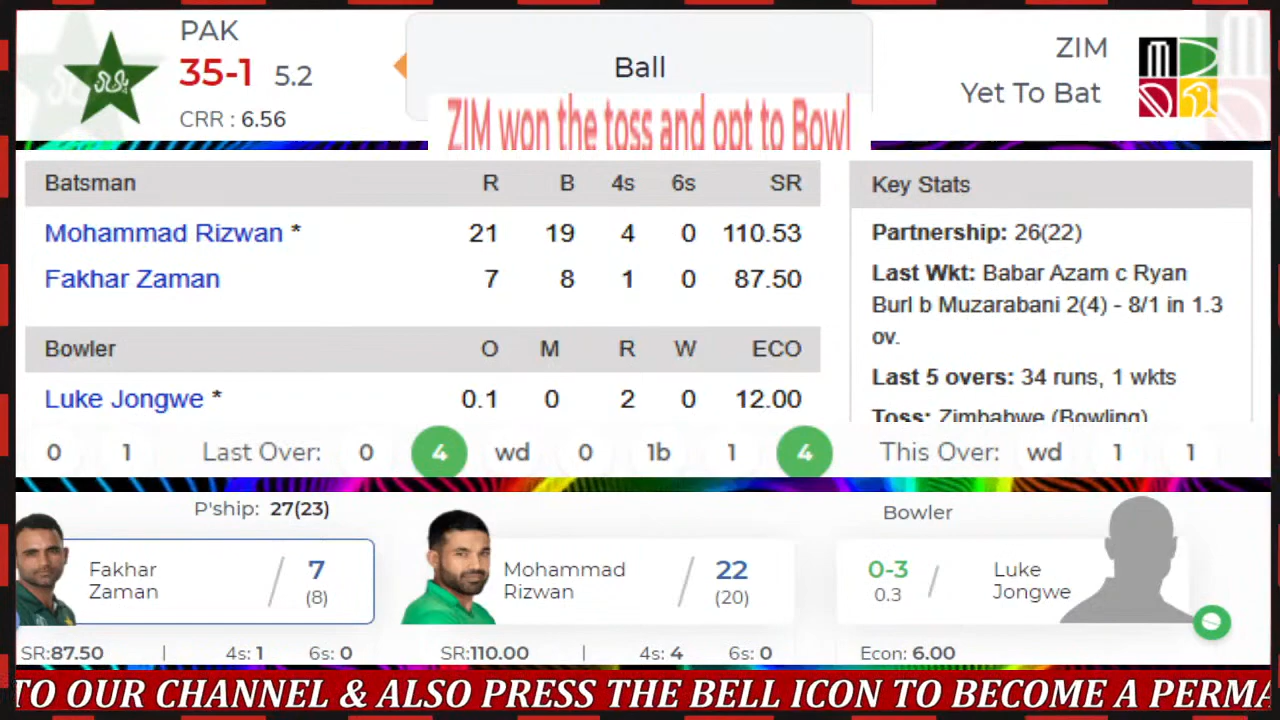 PAK
35-1 5.2
CRR : 6.56
Ball
ZIM won the toss and opt to Bowl
ZIM
Yet To Bat
Batsman R B 4s 6s SR
Mohammad Rizwan * 21 19 4 0 110.53
Fakhar Zaman 7 8 1 0 87.50
Bowler O M R W ECO
Luke Jongwe * 0.1 0 2 0 12.00
Key Stats
Partnership: 26(22)
Last Wkt: Babar Azam c Ryan
Burl b Muzarabani 2(4) - 8/1 in 1.3
ov.
Last 5 overs: 34 runs, 1 wkts
Toss: Zimbabwe (Bowling)
0 1 Last Over: 0 4 wd 0 1b 1 4 This Over: wd 1 1
P'ship: 27(23)
Fakhar
Zaman
7
(8)
SR:87.50 | 4s: 1 6s: 0
Mohammad
Rizwan
22
(20)
SR:110.00 | 4s: 4 6s: 0
Bowler
0-3
0.3
Luke
Jongwe
Econ: 6.00
TO OUR CHANNEL & ALSO PRESS THE BELL ICON TO BECOME A PERMA